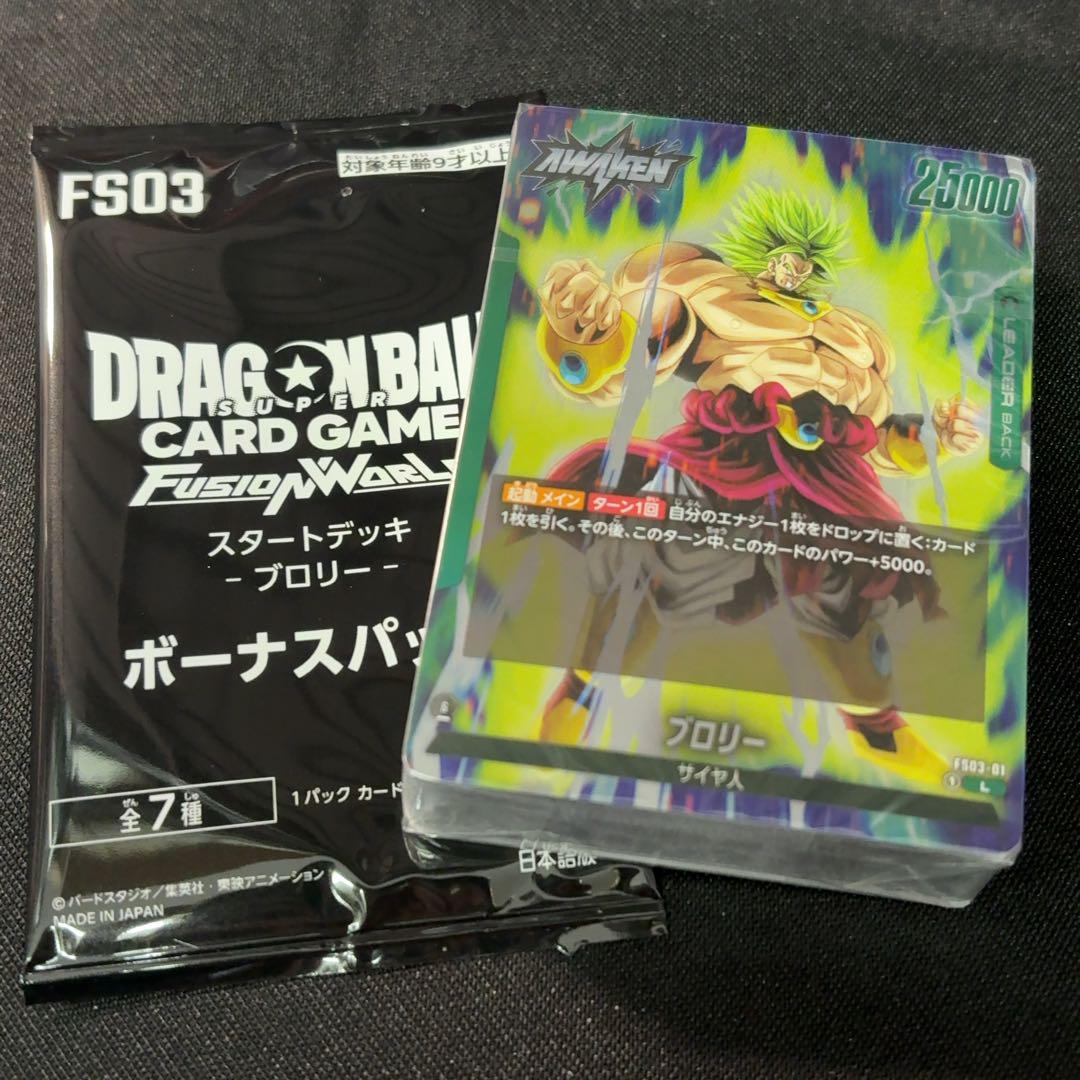 対象年齢9才以上
FS03
DRAGON BALL
SUPER
CARD GAME
FUSION WORLD
スタートデッキ
- ブロリー -
ボーナスパッ
全7種
1パック カード
日本語版
©バードスタジオ/集英社・東映アニメーション
MADE IN JAPAN
AWAKEN
25000
LEADER BACK
起動メイン ターン1回 自分のエナジー1枚をドロップに置く:カード
1枚を引く。その後、このターン中、このカードのパワー+5000。
ブロリー
サイヤ人
FS03-01
L